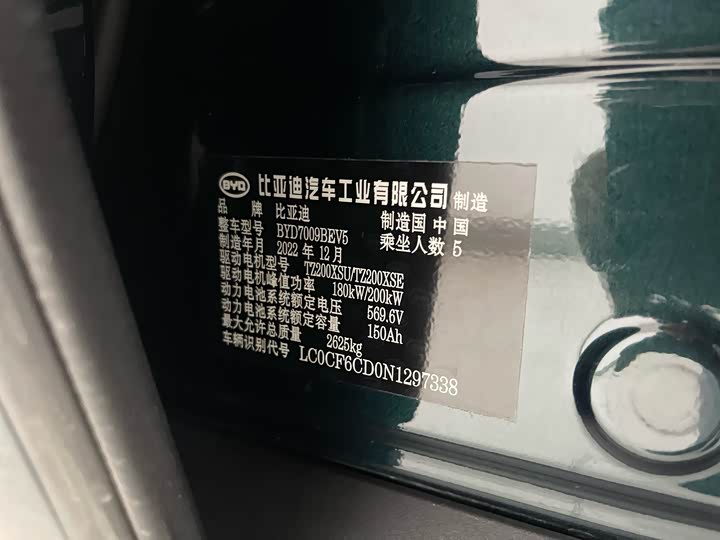 BYD 比亚迪汽车工业有限公司 制造
品牌 比亚迪 制造国 中国
整车型号 BYD7009BEV5 乘坐人数 5
制造年月 2022 年 12 月
驱动电机型号 TZ200XSU/TZ200XSE
驱动电机峰值功率 180kW/200kW
动力电池系统额定电压 569.6V
动力电池系统额定容量 150Ah
最大允许总质量 2625kg
车辆识别代号 LC0CF6CD0N1297338